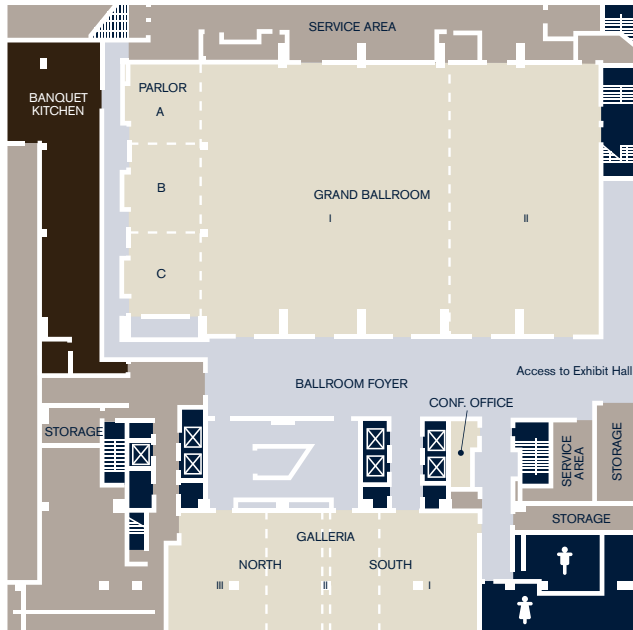 SERVICE AREA
BANQUET
KITCHEN
PARLOR
A
B
GRAND BALLROOM
I
II
C
Access to Exhibit Hall
BALLROOM FOYER
CONF. OFFICE
STORAGE
SERVICE
AREA
STORAGE
STORAGE
GALLERIA
NORTH
SOUTH
III
II
I